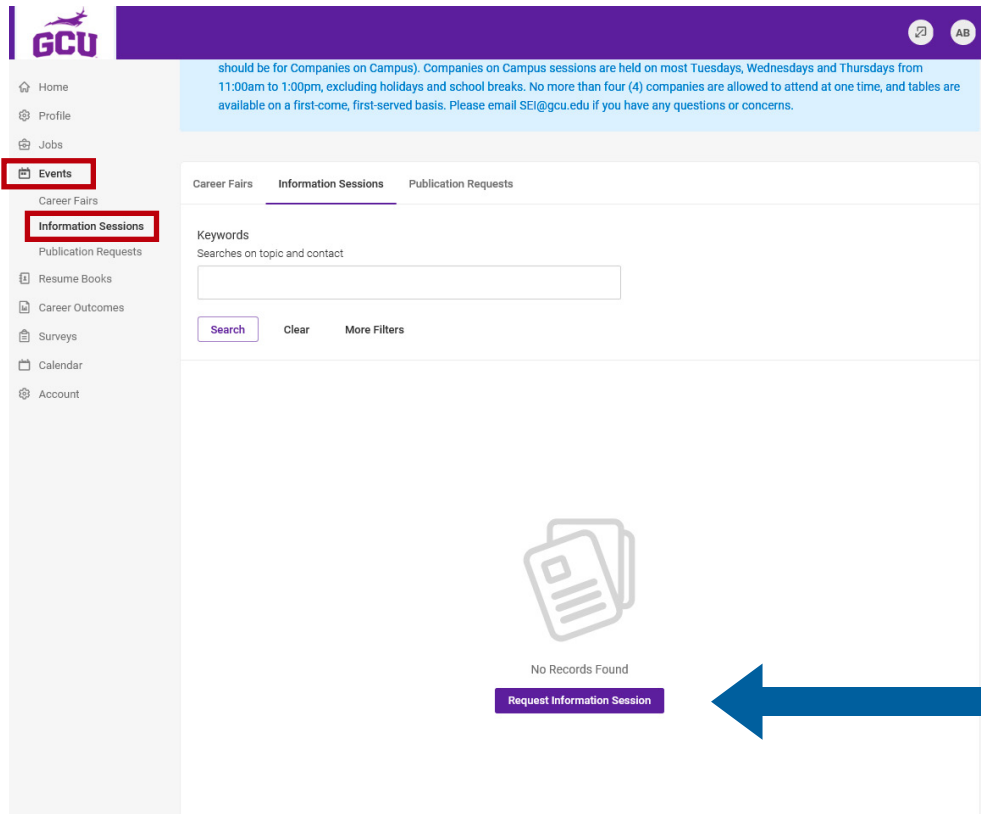 GCU
AB
should be for Companies on Campus). Companies on Campus sessions are held on most Tuesdays, Wednesdays and Thursdays from
11:00am to 1:00pm, excluding holidays and school breaks. No more than four (4) companies are allowed to attend at one time, and tables are
available on a first-come, first-served basis. Please email SEI@gcu.edu if you have any questions or concerns.
Home
Profile
Jobs
Events
Career Fairs
Information Sessions
Publication Requests
Resume Books
Career Outcomes
Surveys
Calendar
Account
Career Fairs Information Sessions Publication Requests
Keywords
Searches on topic and contact
Search Clear More Filters
No Records Found
Request Information Session